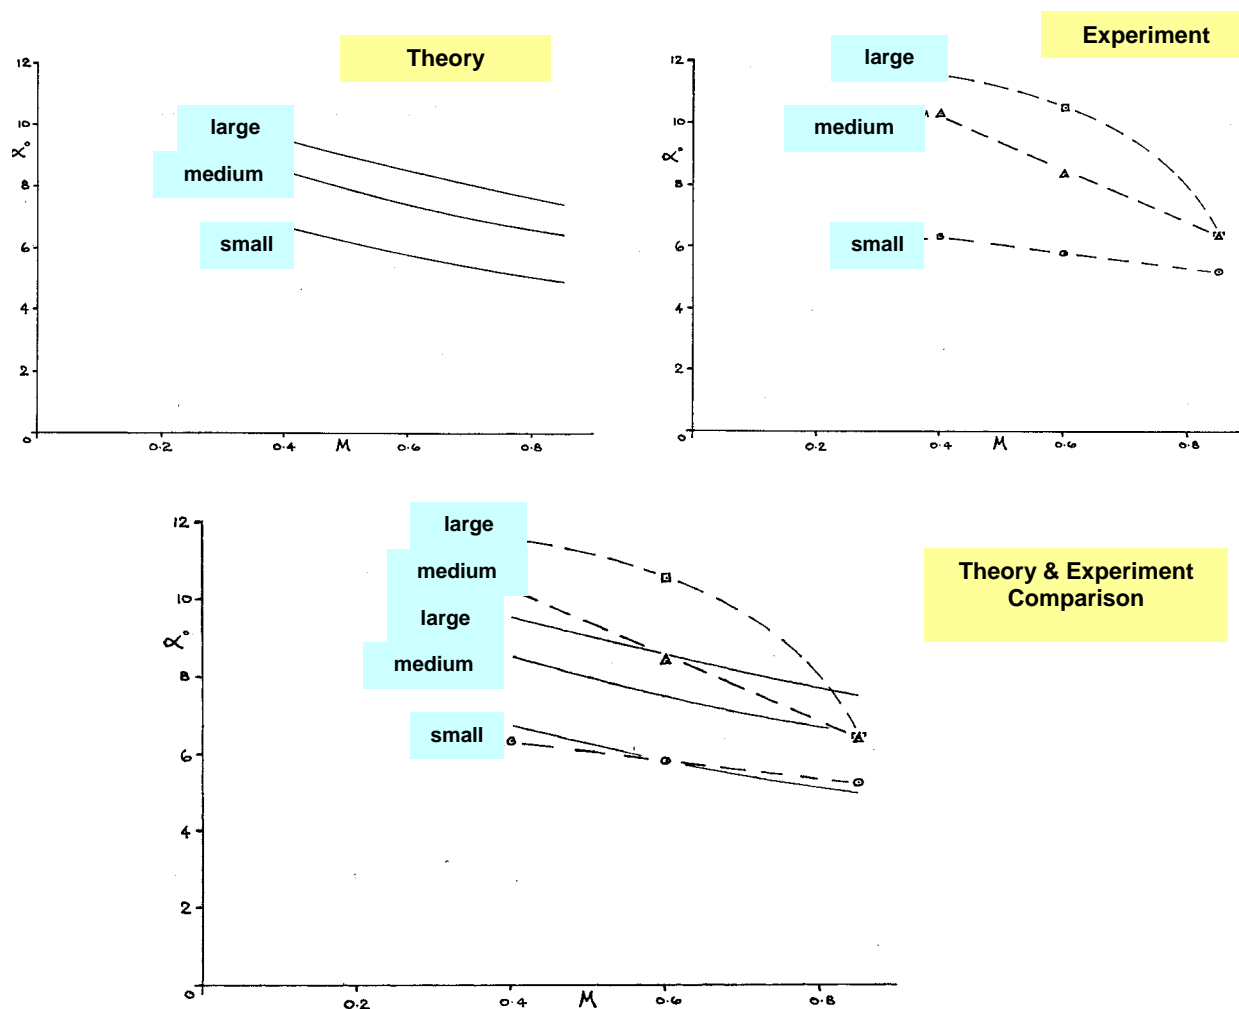 Theory
12
10
α°
8
6
4
2
0
0.2
0.4
M
0.6
0.8
large
medium
small
Experiment
12
10
α°
8
6
4
2
0
0.2
0.4
M
0.6
0.8
large
medium
small
Theory & Experiment
Comparison
12
10
α°
8
6
4
2
0
0.2
0.4
M
0.6
0.8
large
medium
large
medium
small